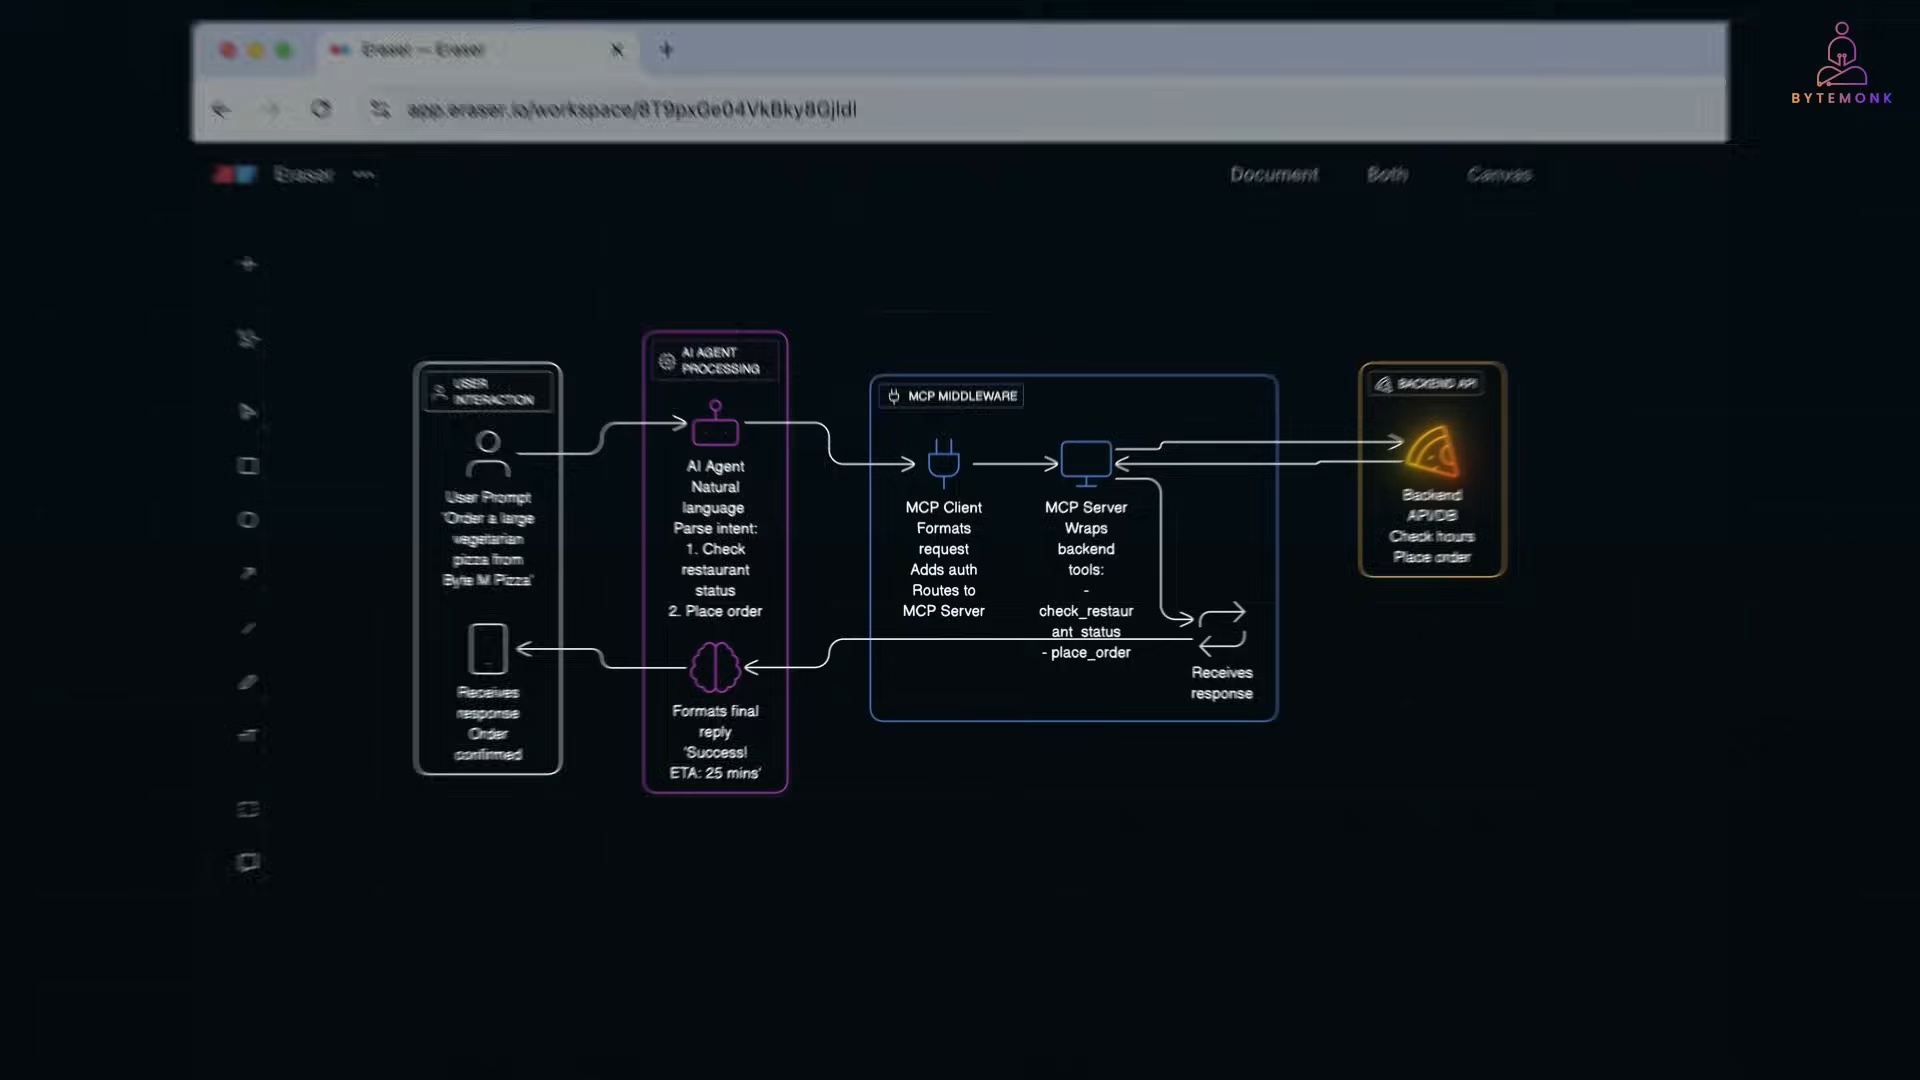 Eraser — Eraser
app.eraser.io/workspace/8T9pxGe04VkBky8Gjldl
BYTEMONK
Eraser
Document
Both
Canvas
USER
INTERACTION
User Prompt
'Order a large
vegetarian
pizza from
Byte M Pizza'
Receives
response
Order
confirmed
AI AGENT
PROCESSING
AI Agent
Natural
language
Parse intent:
1. Check
restaurant
status
2. Place order
Formats final
reply
'Success!
ETA: 25 mins'
MCP MIDDLEWARE
MCP Client
Formats
request
Adds auth
Routes to
MCP Server
MCP Server
Wraps
backend
tools:
-
check_restaur
ant_status
- place_order
Receives
response
BACKEND API
Backend
API/DB
Check hours
Place order